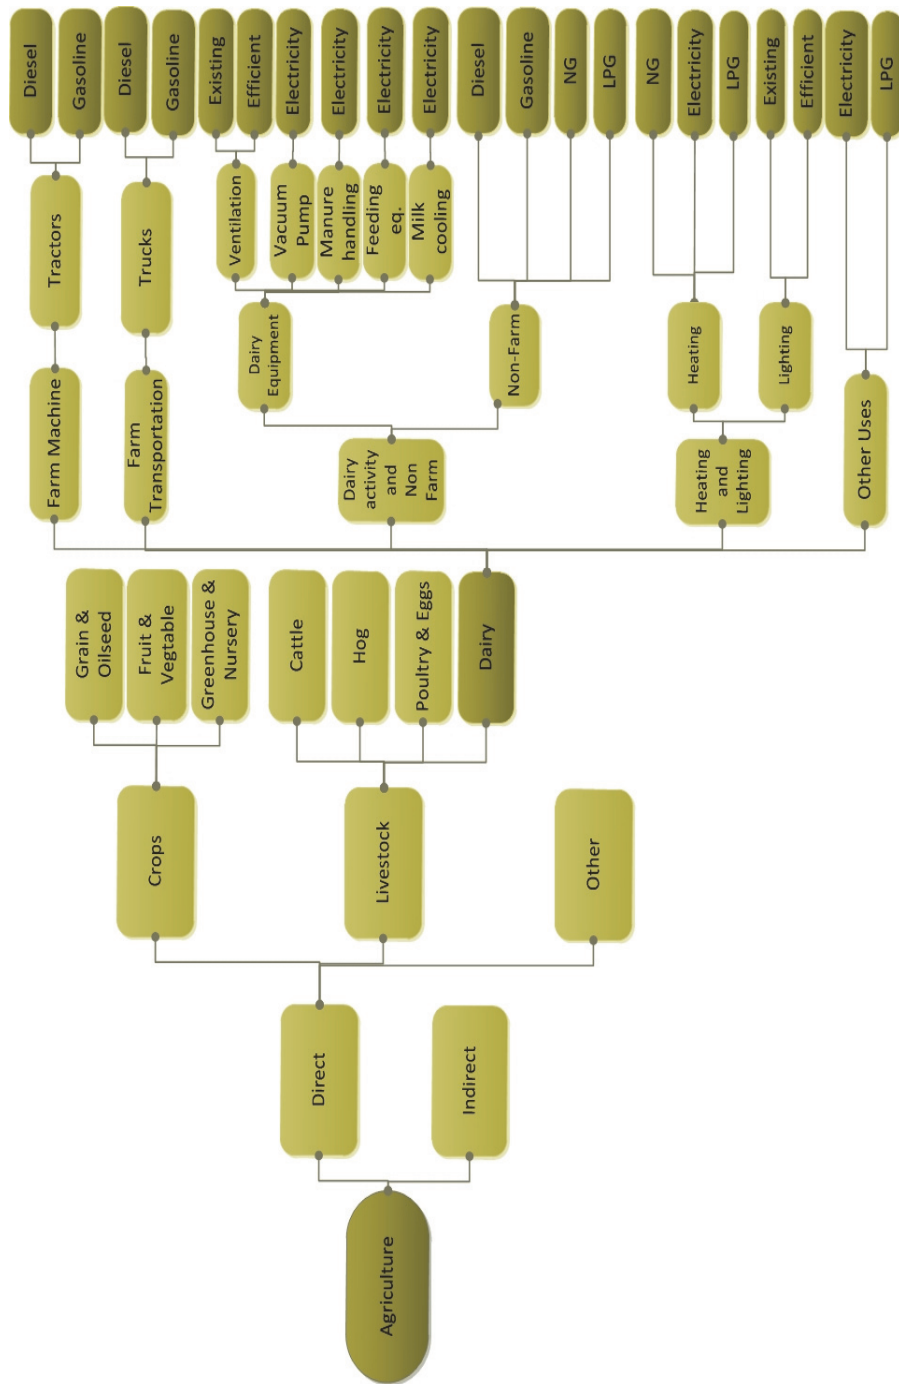 Agriculture
Direct
Indirect
Crops
Livestock
Other
Grain &
Oilseed
Fruit &
Vegtable
Greenhouse &
Nursery
Cattle
Hog
Poultry & Eggs
Dairy
Farm Machine
Farm
Transportation
Dairy
activity
and
Non
Farm
Heating
and
Lighting
Other Uses
Tractors
Trucks
Dairy
Equipment
Non-Farm
Heating
Lighting
Ventilation
Vacuum
Pump
Manure
handling
Feeding
eq.
Milk
cooling
Diesel
Gasoline
Diesel
Gasoline
Existing
Efficient
Electricity
Electricity
Electricity
Electricity
Diesel
Gasoline
NG
LPG
NG
Electricity
LPG
Existing
Efficient
Electricity
LPG